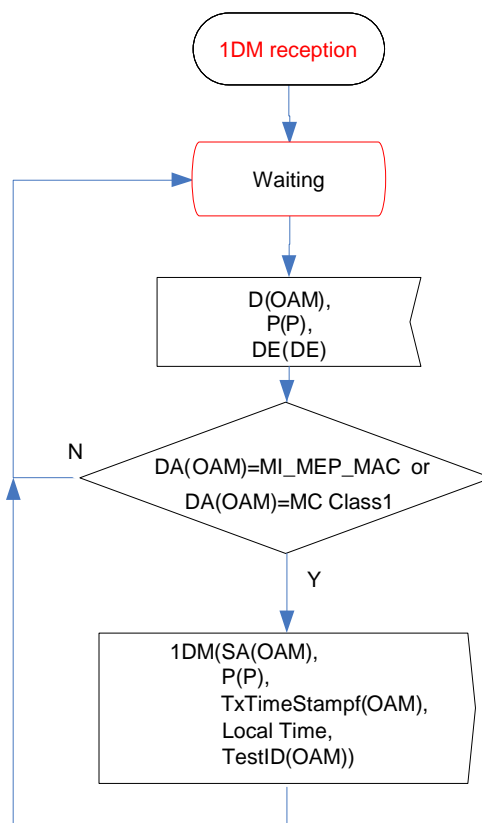 1DM reception
Waiting
D(OAM),
P(P),
DE(DE)
N
DA(OAM)=MI_MEP_MAC or
DA(OAM)=MC Class1
Y
1DM(SA(OAM),
P(P),
TxTimeStampf(OAM),
Local Time,
TestID(OAM))